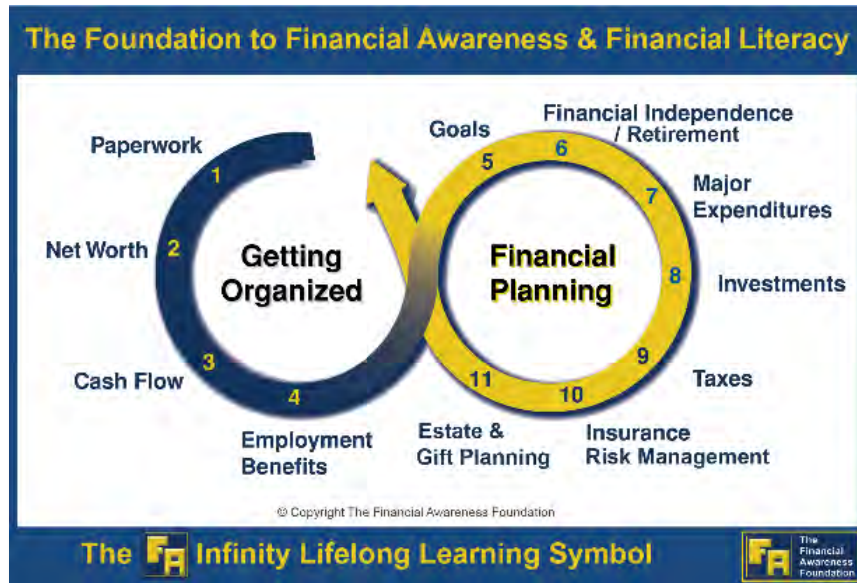 The Foundation to Financial Awareness & Financial Literacy
Paperwork
1
Net Worth
2
Cash Flow
3
4
Employment
Benefits
Getting
Organized
Goals
5
Financial Independence
/ Retirement
6
7
Major
Expenditures
8
Investments
9
Taxes
10
Insurance
Risk Management
11
Estate &
Gift Planning
Financial
Planning
© Copyright The Financial Awareness Foundation
The FA Infinity Lifelong Learning Symbol
FA
The
Financial
Awareness
Foundation